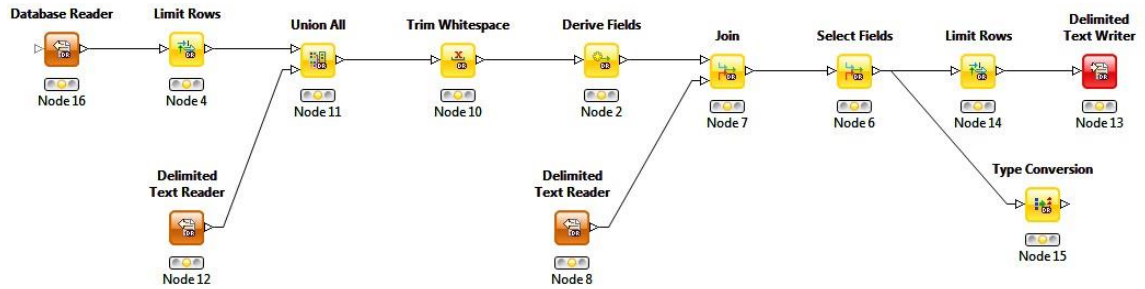 Database Reader
Node 16
Limit Rows
Node 4
Union All
Node 11
Trim Whitespace
Node 10
Derive Fields
Node 2
Join
Node 7
Select Fields
Node 6
Limit Rows
Node 14
Delimited
Text Writer
Node 13
Delimited
Text Reader
Node 12
Delimited
Text Reader
Node 8
Type Conversion
Node 15